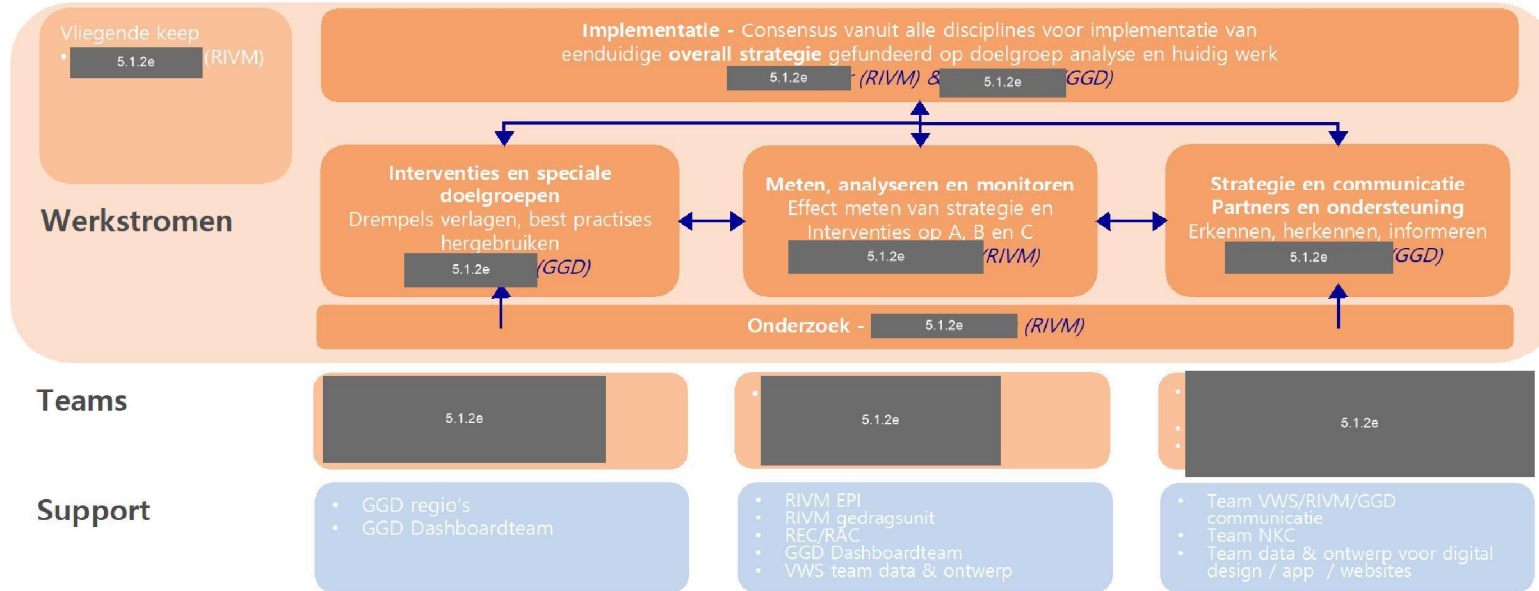 Vliegende keep
• 5.1.2e (RIVM)
Implementatie - Consensus vanuit alle disciplines voor implementatie van
eenduidige overall strategie gefundeerd op doelgroep analyse en huidig werk
5.1.2e (RIVM) & 5.1.2e (GGD)
Werkstromen
Interventies en speciale
doelgroepen
Drempels verlagen, best practises
hergebruiken
5.1.2e (GGD)
Meten, analyseren en monitoren
Effect meten van strategie en
Interventies op A, B en C
5.1.2e (RIVM)
Strategie en communicatie
Partners en ondersteuning
Erkennen, herkennen, informeren
5.1.2e (GGD)
Onderzoek - 5.1.2e (RIVM)
Teams
5.1.2e
5.1.2e
5.1.2e
Support
• GGD regio's
• GGD Dashboardteam
• RIVM EPI
• RIVM gedragsunit
• REC/RAC
• GGD Dashboardteam
• VWS team data & ontwerp
• Team VWS/RIVM/GGD
communicatie
• Team NKC
• Team data & ontwerp voor digital
design / app / websites